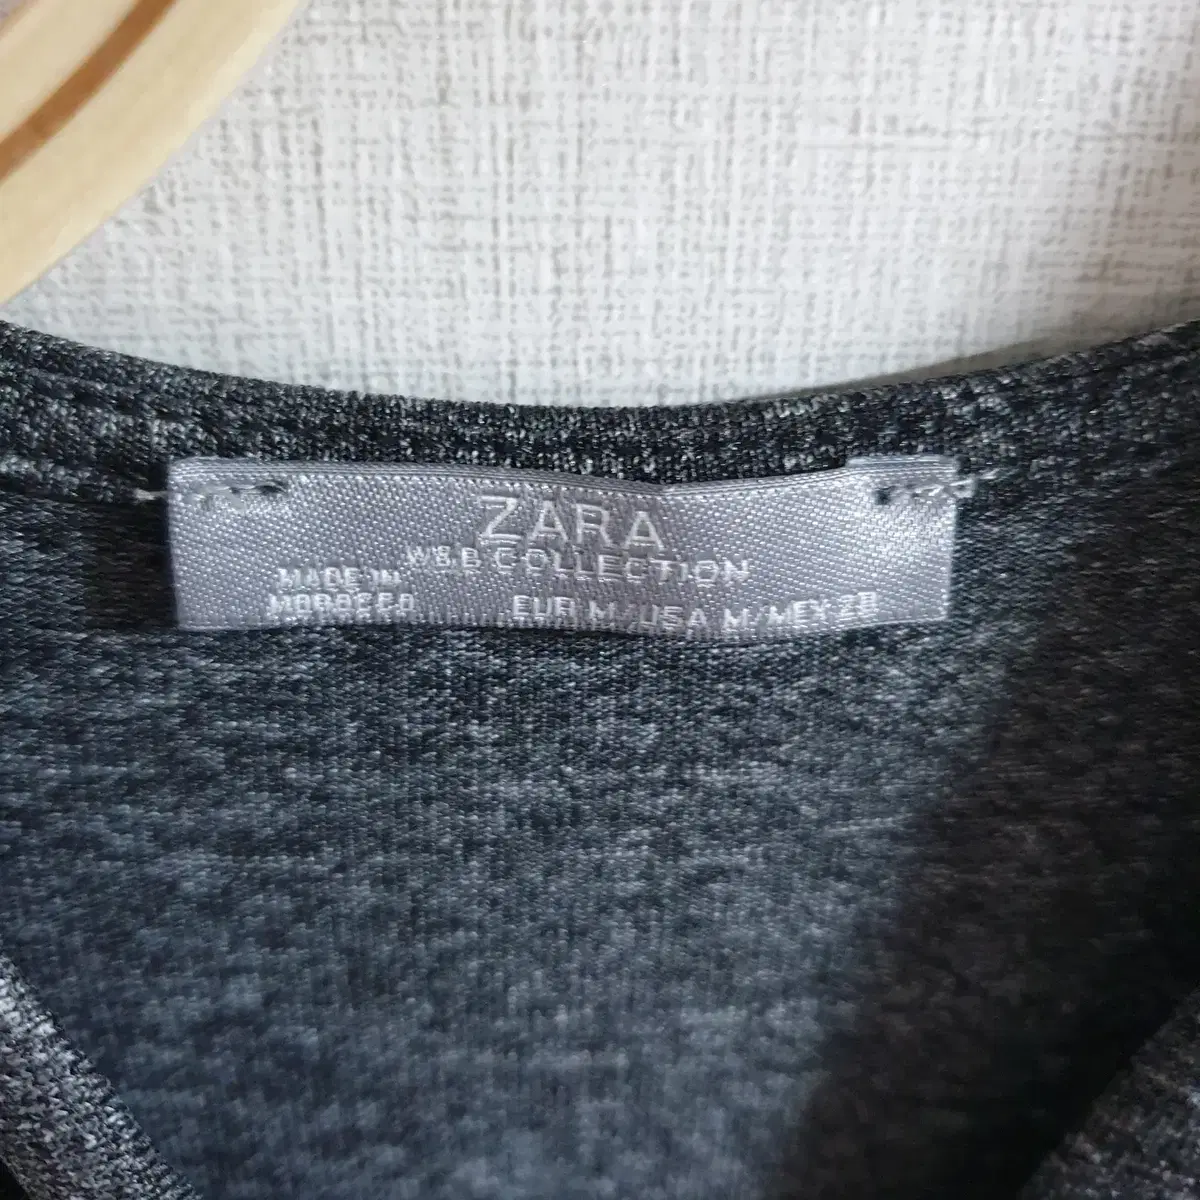 ZARA
W&B COLLECTION
MADE IN
MOROCCO
EUR M/USA M/MEX 28